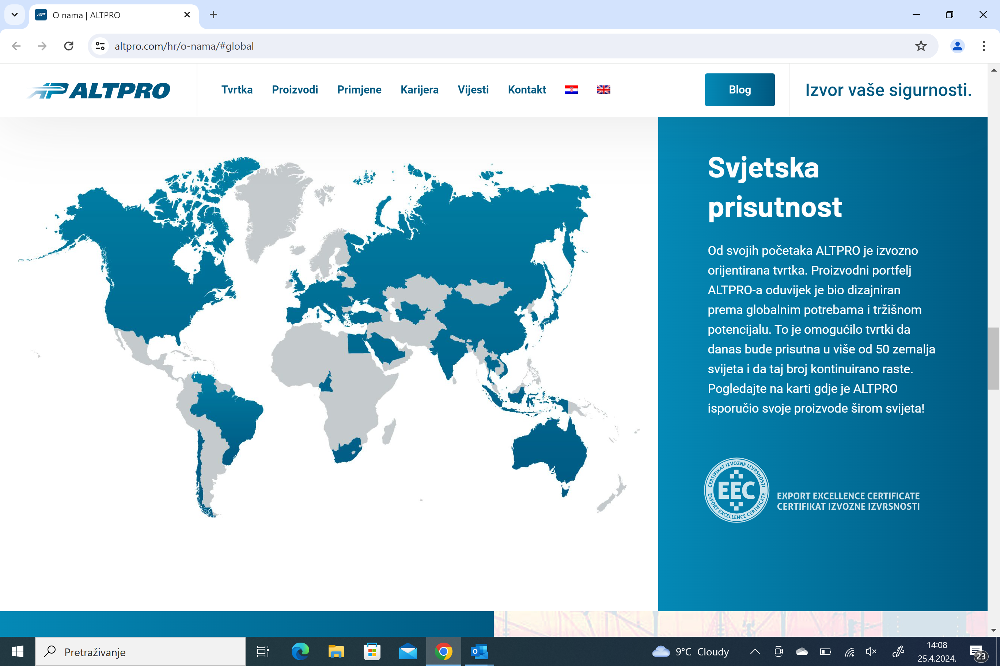 O nama | ALTPRO
altpro.com/hr/o-nama/#global
ALTPRO
Tvrtka
Proizvodi
Primjene
Karijera
Vijesti
Kontakt
Blog
Izvor vaše sigurnosti.
Svjetska
prisutnost
Od svojih početaka ALTPRO je izvozno
orijentirana tvrtka. Proizvodni portfelj
ALTPRO-a oduvijek je bio dizajniran
prema globalnim potrebama i tržišnom
potencijalu. To je omogućilo tvrtki da
danas bude prisutna u više od 50 zemalja
svijeta i da taj broj kontinuirano raste.
Pogledajte na karti gdje je ALTPRO
isporučio svoje proizvode širom svijeta!
CERTIFIKAT IZVOZNE IZVRSNOSTI
EEC
EXPORT EXCELLENCE CERTIFICATE
EXPORT EXCELLENCE CERTIFICATE
CERTIFIKAT IZVOZNE IZVRSNOSTI
Pretraživanje
9°C Cloudy
14:08
25.4.2024.
23